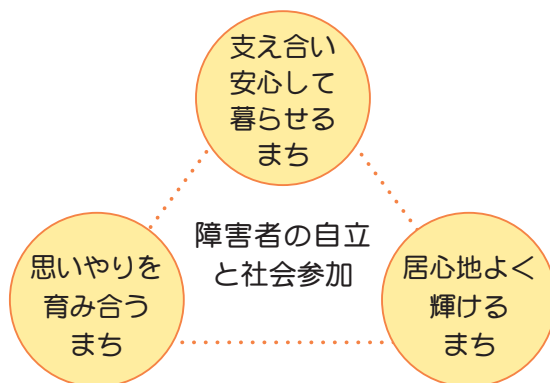 支え合い
安心して
暮らせる
まち
障害者の自立
と社会参加
思いやりを
育み合う
まち
居心地よく
輝ける
まち